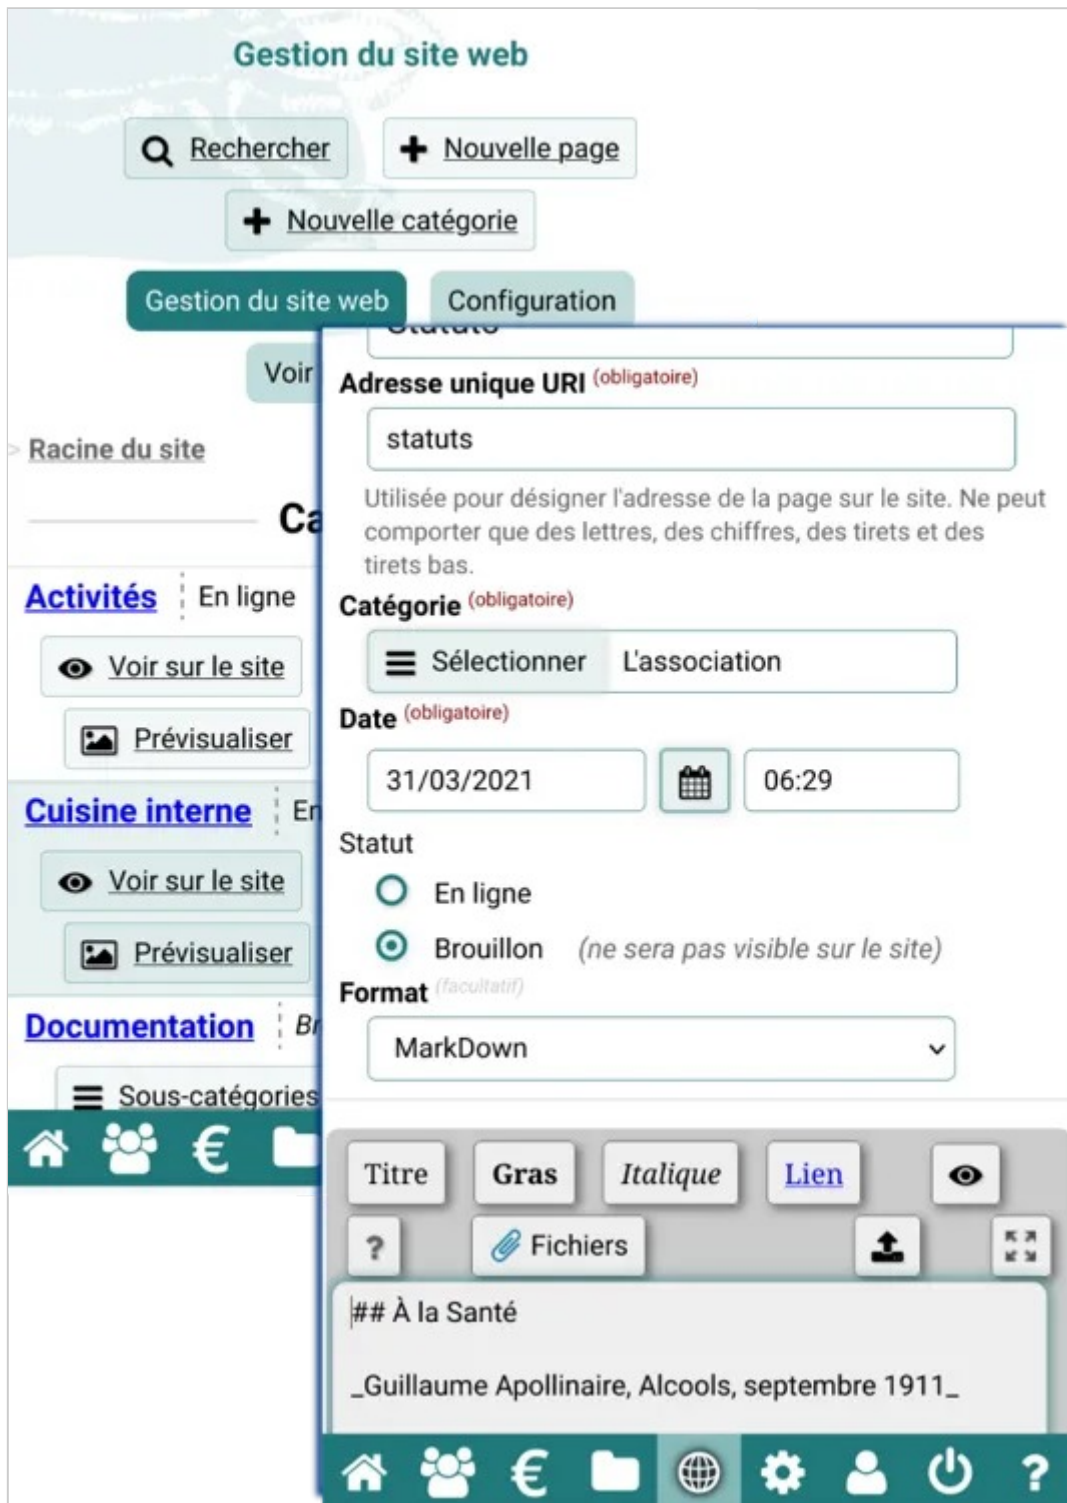 Gestion du site web
Rechercher
Nouvelle page
Nouvelle catégorie
Gestion du site web
Configuration
Voir
> Racine du site
Ca
Activités
En ligne
Voir sur le site
Prévisualiser
Cuisine interne
En
Voir sur le site
Prévisualiser
Documentation
Br
Sous-catégories
€
Statuts
Adresse unique URI (obligatoire)
statuts
Utilisée pour désigner l'adresse de la page sur le site. Ne peut
comporter que des lettres, des chiffres, des tirets et des
tirets bas.
Catégorie (obligatoire)
Sélectionner L'association
Date (obligatoire)
31/03/2021 06:29
Statut
En ligne
Brouillon (ne sera pas visible sur le site)
Format (facultatif)
MarkDown
Titre Gras Italique Lien
? Fichiers
## À la Santé
_Guillaume Apollinaire, Alcools, septembre 1911_
€ ?